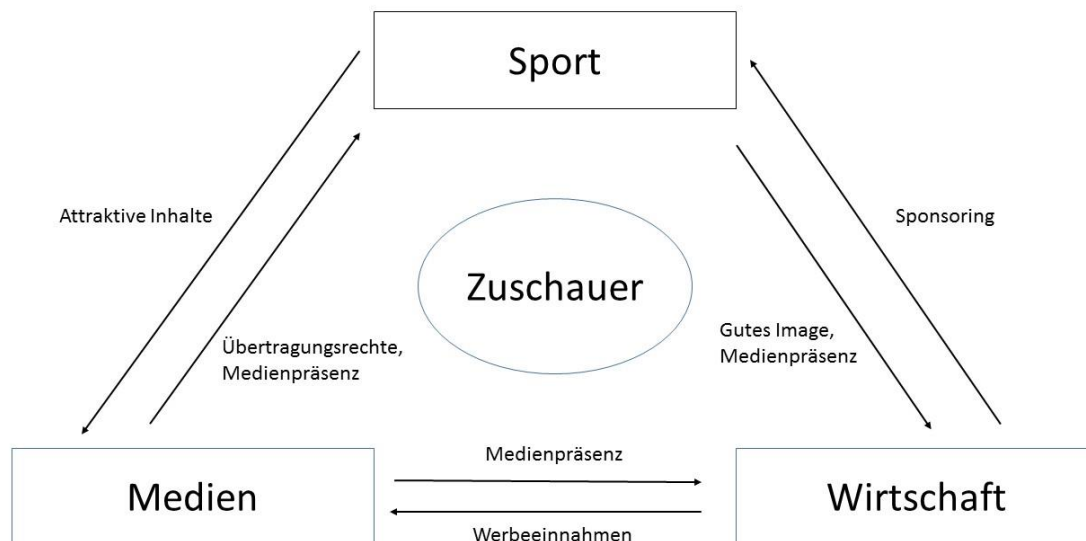 Sport
Attraktive Inhalte
Sponsoring
Zuschauer
Übertragungsrechte,
Medienpräsenz
Gutes Image,
Medienpräsenz
Medienpräsenz
Medien
Wirtschaft
Werbeeinnahmen